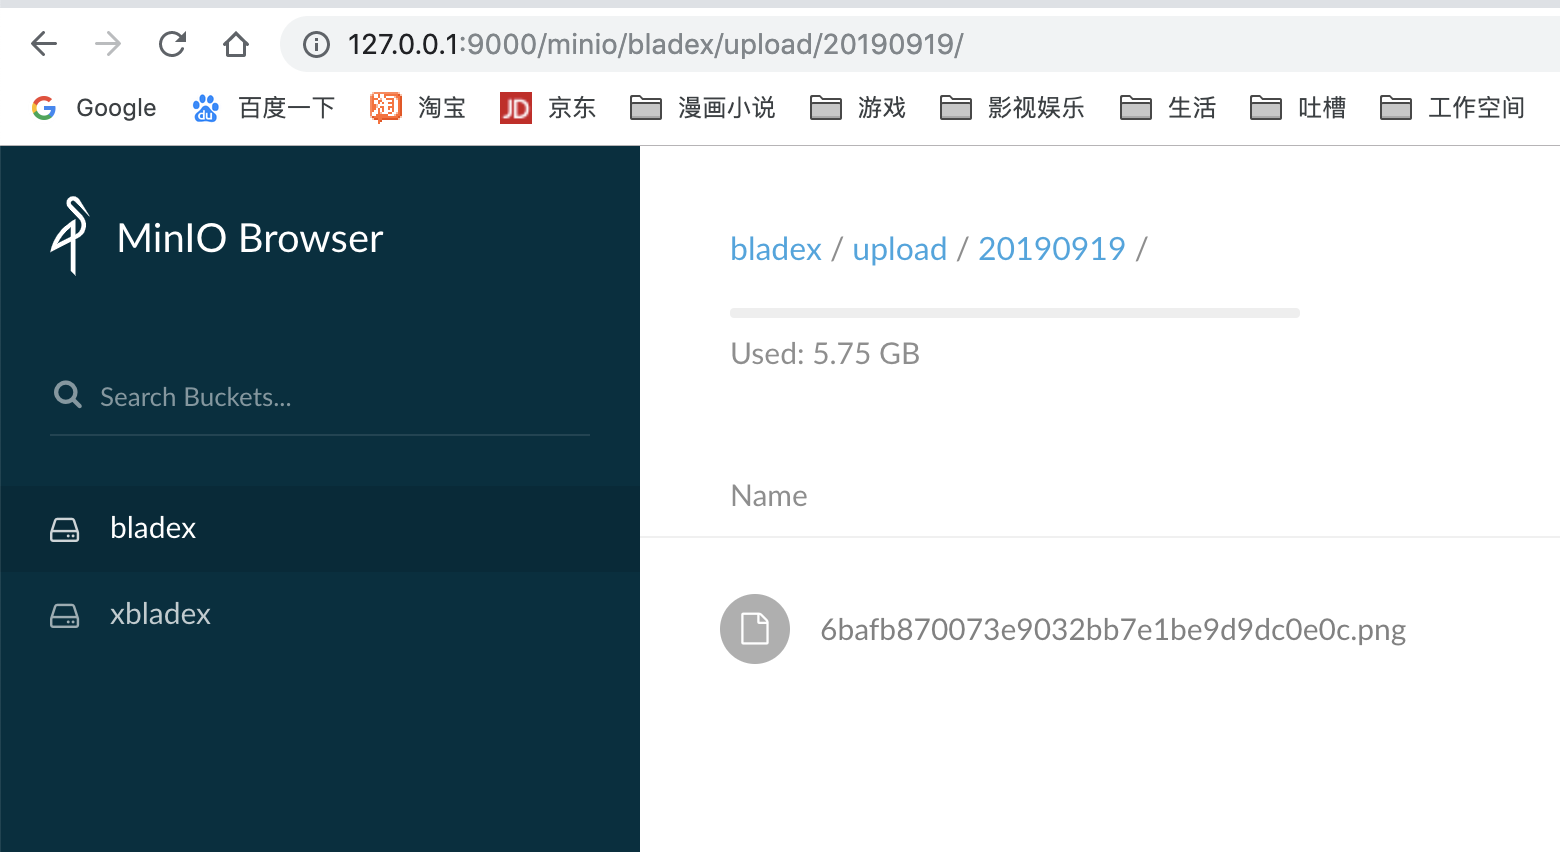 127.0.0.1:9000/minio/bladex/upload/20190919/
Google 百度一下 淘宝 京东 漫画小说 游戏 影视娱乐 生活 吐槽 工作空间
MinIO Browser
Search Buckets...
bladex
xbladex
bladex / upload / 20190919 /
Used: 5.75 GB
Name
6bafb870073e9032bb7e1be9d9dc0e0c.png